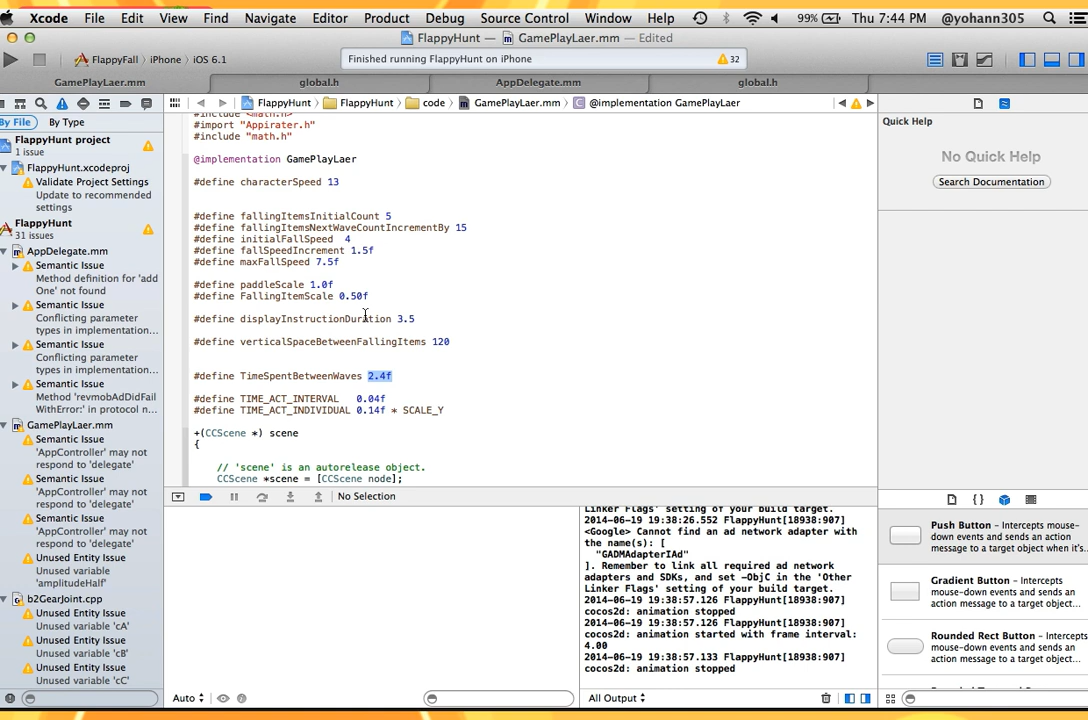 Xcode File Edit View Find Navigate Editor Product Debug Source Control Window Help 99% Thu 7:44 PM @yohann305
FlappyHunt — GamePlayLaer.mm — Edited
FlappyFall iPhone iOS 6.1
Finished running FlappyHunt on iPhone 32
GamePlayLaer.mm global.h AppDelegate.mm global.h
FlappyHunt FlappyHunt code GamePlayLaer.mm @implementation GamePlayLaer
By File By Type
FlappyHunt project
1 issue
FlappyHunt.xcodeproj
Validate Project Settings
Update to recommended
settings
FlappyHunt
31 issues
AppDelegate.mm
Semantic Issue
Method definition for 'add
One' not found
Semantic Issue
Conflicting parameter
types in implementation...
Semantic Issue
Conflicting parameter
types in implementation...
Semantic Issue
Method 'revmobAdDidFail
WithError:' in protocol n...
GamePlayLaer.mm
Semantic Issue
'AppController' may not
respond to 'delegate'
Semantic Issue
'AppController' may not
respond to 'delegate'
Semantic Issue
'AppController' may not
respond to 'delegate'
Unused Entity Issue
Unused variable
'amplitudeHalf'
b2GearJoint.cpp
Unused Entity Issue
Unused variable 'cA'
Unused Entity Issue
Unused variable 'cB'
Unused Entity Issue
Unused variable 'cC'
#include <math.h>
#import "Appirater.h"
#include "math.h"
@implementation GamePlayLaer
#define characterSpeed 13
#define fallingItemsInitialCount 5
#define fallingItemsNextWaveCountIncrementBy 15
#define initialFallSpeed 4
#define fallSpeedIncrement 1.5f
#define maxFallSpeed 7.5f
#define paddleScale 1.0f
#define FallingItemScale 0.50f
#define displayInstructionDuration 3.5
#define verticalSpaceBetweenFallingItems 120
#define TimeSpentBetweenWaves 2.4f
#define TIME_ACT_INTERVAL 0.04f
#define TIME_ACT_INDIVIDUAL 0.14f * SCALE_Y
+(CCScene *) scene
{
// 'scene' is an autorelease object.
CCScene *scene = [CCScene node];
No Selection
Linker Flags' setting of your build target.
2014-06-19 19:38:26.552 FlappyHunt[18938:907]
<Google> Cannot find an ad network adapter with
the name(s): [
"GADMAdapterIAd"
]. Remember to link all required ad network
adapters and SDKs, and set -ObjC in the 'Other
Linker Flags' setting of your build target.
2014-06-19 19:38:57.126 FlappyHunt[18938:907]
cocos2d: animation stopped
2014-06-19 19:38:57.126 FlappyHunt[18938:907]
cocos2d: animation started with frame interval:
4.00
2014-06-19 19:38:57.133 FlappyHunt[18938:907]
cocos2d: animation stopped
Auto
All Output
Quick Help
No Quick Help
Search Documentation
{ }
Push Button - Intercepts mouse-
down events and sends an
action message to a target object when it's...
Gradient Button - Intercepts
mouse-down events and sends an
action message to a target object...
Rounded Rect Button - Intercepts
mouse-down events and sends an
action message to a target object...